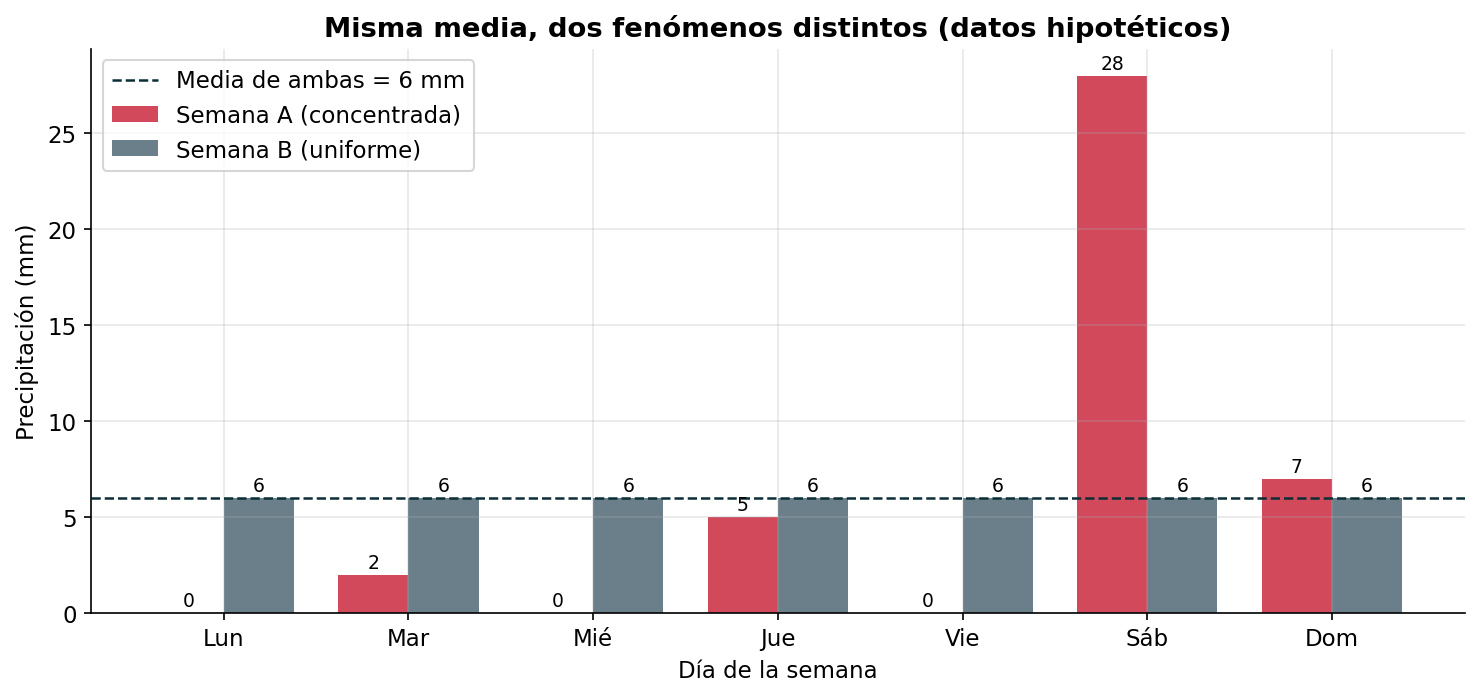 Misma media, dos fenómenos distintos (datos hipotéticos)
Media de ambas = 6 mm
Semana A (concentrada)
Semana B (uniforme)
Precipitación (mm)
25
20
15
10
5
0
28
7
6
6
6
6
6
6
6
5
2
0
0
0
Lun
Mar
Mié
Jue
Vie
Sáb
Dom
Día de la semana